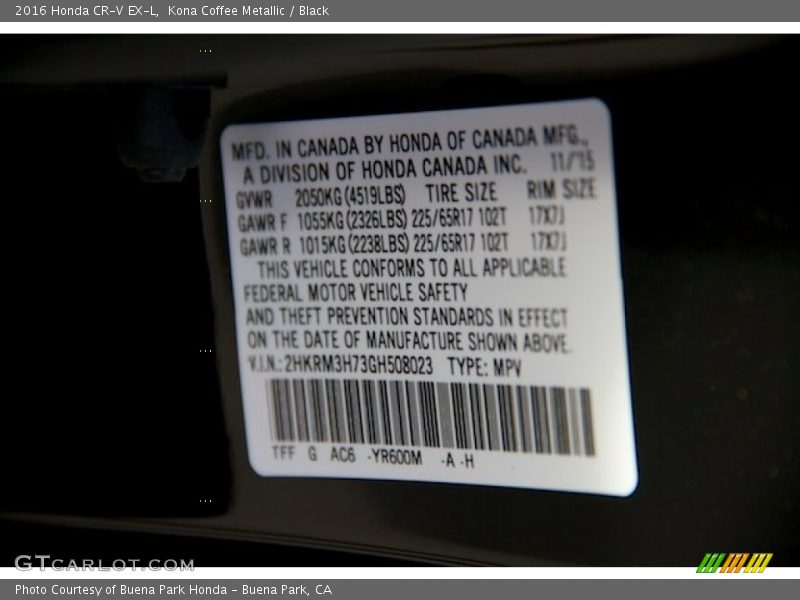 2016 Honda CR-V EX-L, Kona Coffee Metallic / Black
MFD. IN CANADA BY HONDA OF CANADA MFG.,
A DIVISION OF HONDA CANADA INC. 11/15
GVWR 2050KG (4519LBS) TIRE SIZE RIM SIZE
GAWR F 1055KG (2326LBS) 225/65R17 102T 17X7J
GAWR R 1015KG (2238LBS) 225/65R17 102T 17X7J
THIS VEHICLE CONFORMS TO ALL APPLICABLE
FEDERAL MOTOR VEHICLE SAFETY
AND THEFT PREVENTION STANDARDS IN EFFECT
ON THE DATE OF MANUFACTURE SHOWN ABOVE.
V.I.N.: 2HKRM3H73GH508023 TYPE: MPV
TFF G AC6 -YR600M -A -H
GTCARLOT.COM
Photo Courtesy of Buena Park Honda - Buena Park, CA